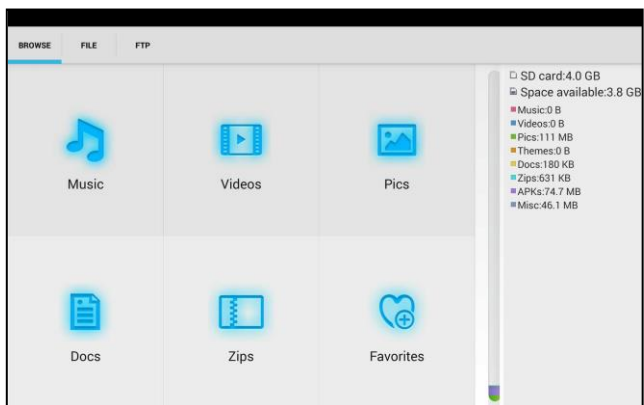 BROWSE FILE FTP
Music Videos Pics
Docs Zips Favorites
SD card:4.0 GB
Space available:3.8 GB
Music:0 B
Videos:0 B
Pics:111 MB
Themes:0 B
Docs:180 KB
Zips:631 KB
APKs:74.7 MB
Misc:46.1 MB